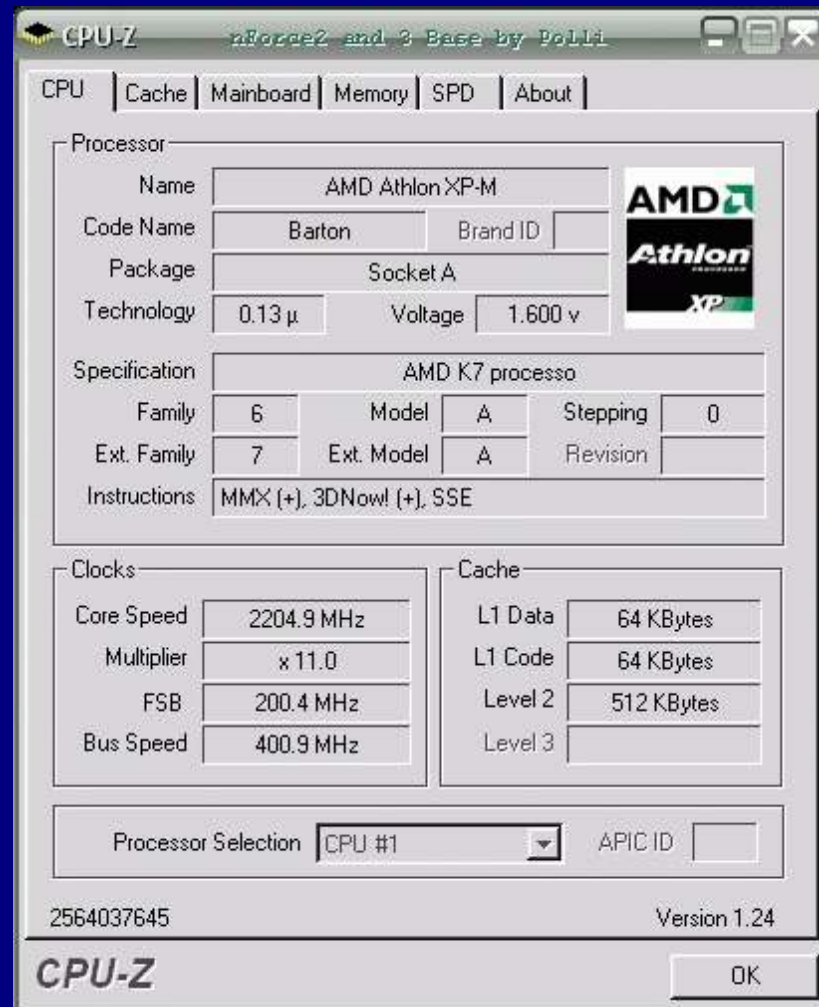 CPU-Z nForce2 and 3 Base by Polli
CPU Cache Mainboard Memory SPD About
Processor
Name AMD Athlon XP-M
Code Name Barton Brand ID
Package Socket A
Technology 0.13 µ Voltage 1.600 v
AMD
Athlon
PROCESSOR
XP
Specification AMD K7 processo
Family 6 Model A Stepping 0
Ext. Family 7 Ext. Model A Revision
Instructions MMX (+), 3DNow! (+), SSE
Clocks
Core Speed 2204.9 MHz
Multiplier x 11.0
FSB 200.4 MHz
Bus Speed 400.9 MHz
Cache
L1 Data 64 KBytes
L1 Code 64 KBytes
Level 2 512 KBytes
Level 3
Processor Selection CPU #1 APIC ID
2564037645 Version 1.24
CPU-Z OK